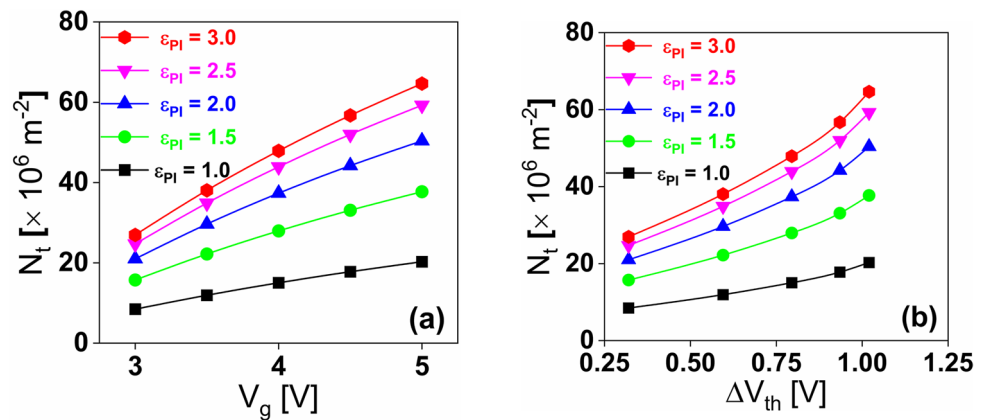 80
60
40
20
0
N_t [× 10^6 m^-2]
ε_PI = 3.0
ε_PI = 2.5
ε_PI = 2.0
ε_PI = 1.5
ε_PI = 1.0
(a)
3 4 5
V_g [V]
80
60
40
20
0
N_t [× 10^6 m^-2]
ε_PI = 3.0
ε_PI = 2.5
ε_PI = 2.0
ε_PI = 1.5
ε_PI = 1.0
(b)
0.25 0.50 0.75 1.00 1.25
ΔV_th [V]